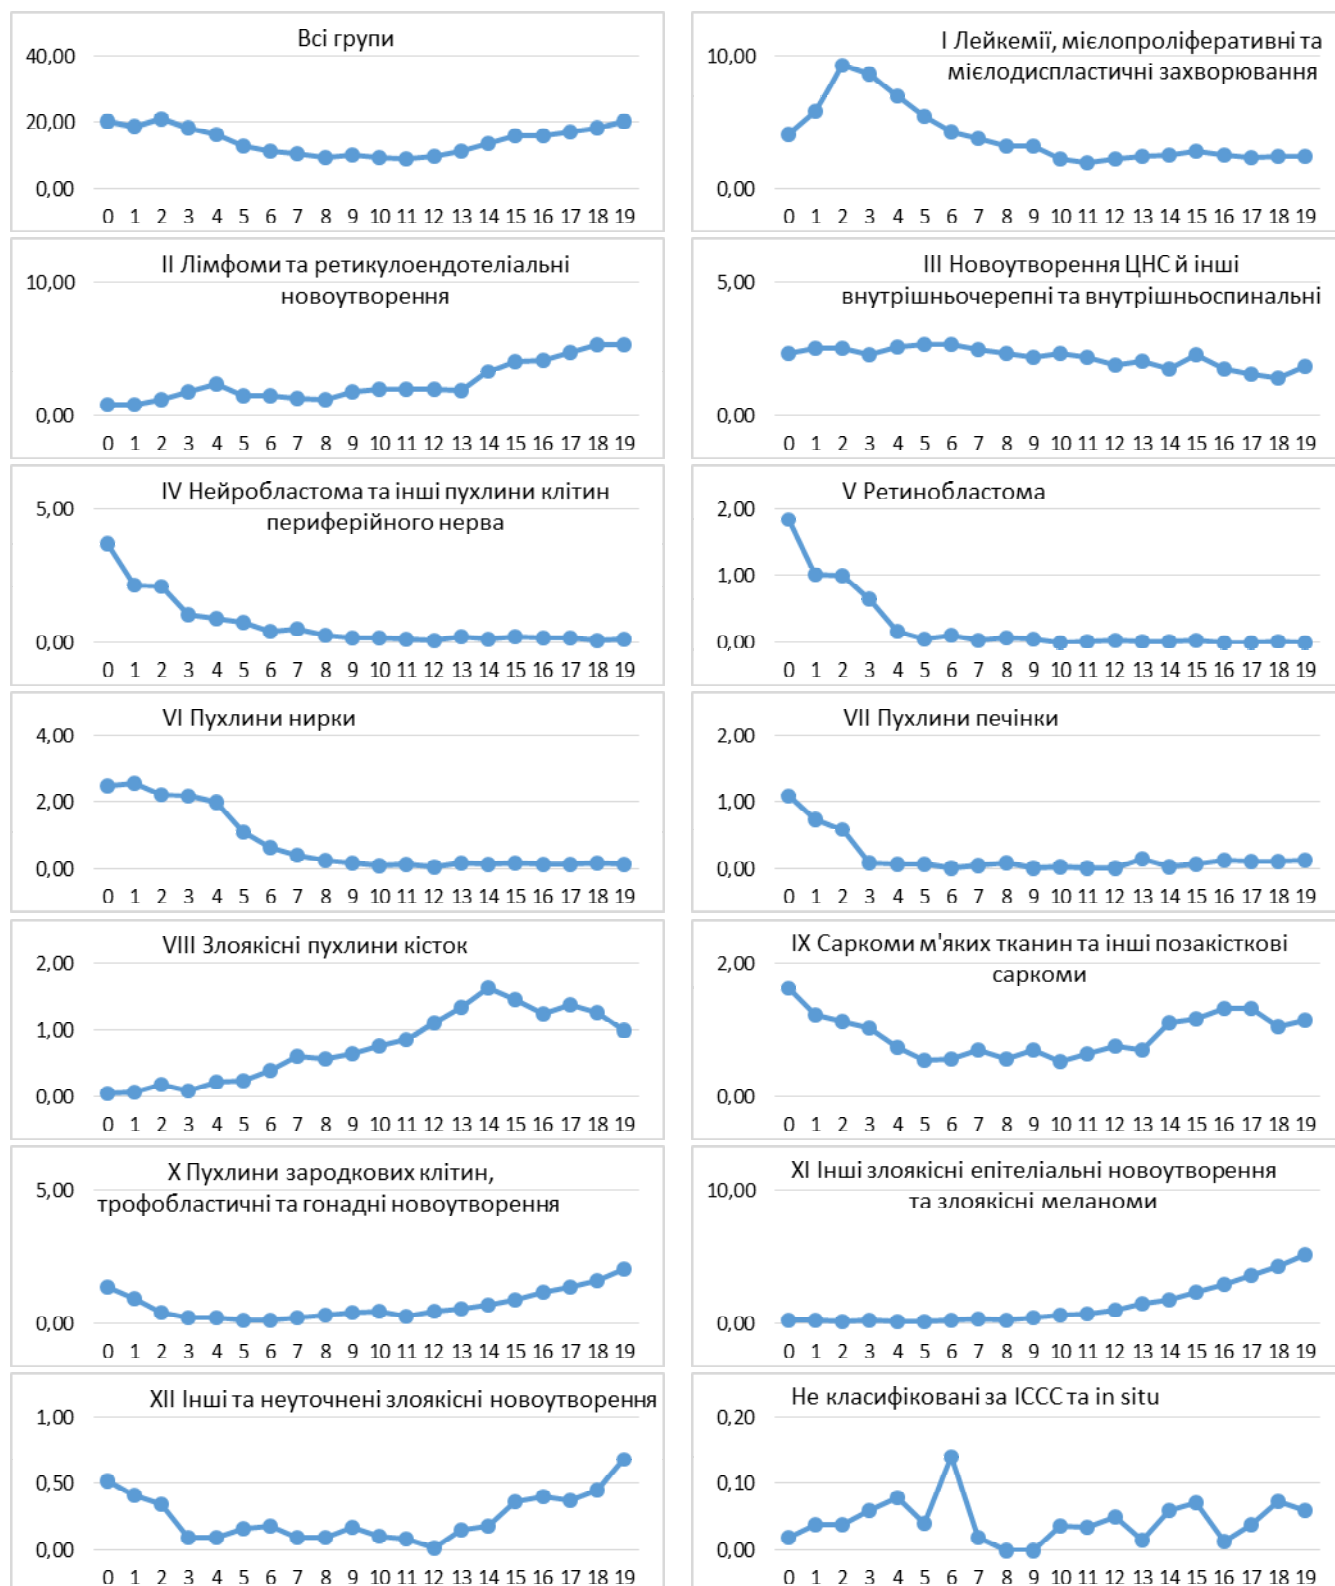 Всі групи
40,00
20,00
0,00
0 1 2 3 4 5 6 7 8 9 10 11 12 13 14 15 16 17 18 19
I Лейкемії, мієлопроліферативні та
мієлодиспластичні захворювання
10,00
0,00
0 1 2 3 4 5 6 7 8 9 10 11 12 13 14 15 16 17 18 19
II Лімфоми та ретикулоендотеліальні
новоутворення
10,00
0,00
0 1 2 3 4 5 6 7 8 9 10 11 12 13 14 15 16 17 18 19
III Новоутворення ЦНС й інші
внутрішньочерепні та внутрішньоспинальні
5,00
0,00
0 1 2 3 4 5 6 7 8 9 10 11 12 13 14 15 16 17 18 19
IV Нейробластома та інші пухлини клітин
периферійного нерва
5,00
0,00
0 1 2 3 4 5 6 7 8 9 10 11 12 13 14 15 16 17 18 19
V Ретинобластома
2,00
1,00
0,00
0 1 2 3 4 5 6 7 8 9 10 11 12 13 14 15 16 17 18 19
VI Пухлини нирки
4,00
2,00
0,00
0 1 2 3 4 5 6 7 8 9 10 11 12 13 14 15 16 17 18 19
VII Пухлини печінки
2,00
1,00
0,00
0 1 2 3 4 5 6 7 8 9 10 11 12 13 14 15 16 17 18 19
VIII Злоякісні пухлини кісток
2,00
1,00
0,00
0 1 2 3 4 5 6 7 8 9 10 11 12 13 14 15 16 17 18 19
IX Саркоми м'яких тканин та інші позакісткові
саркоми
2,00
0,00
0 1 2 3 4 5 6 7 8 9 10 11 12 13 14 15 16 17 18 19
X Пухлини зародкових клітин,
трофобластичні та гонадні новоутворення
5,00
0,00
0 1 2 3 4 5 6 7 8 9 10 11 12 13 14 15 16 17 18 19
XI Інші злоякісні епітеліальні новоутворення
та злоякісні меланоми
10,00
0,00
0 1 2 3 4 5 6 7 8 9 10 11 12 13 14 15 16 17 18 19
XII Інші та неуточнені злоякісні новоутворення
1,00
0,50
0,00
0 1 2 3 4 5 6 7 8 9 10 11 12 13 14 15 16 17 18 19
Не класифіковані за ICCC та in situ
0,20
0,10
0,00
0 1 2 3 4 5 6 7 8 9 10 11 12 13 14 15 16 17 18 19